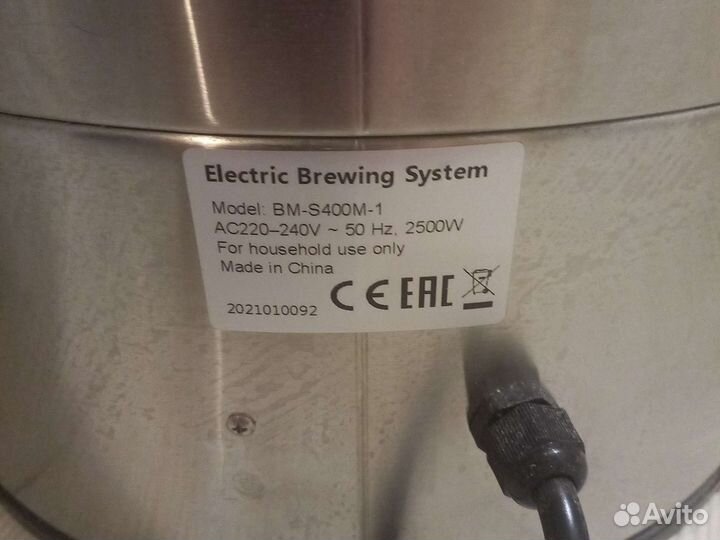 Electric Brewing System
Model: BM-S400M-1
AC220–240V ~ 50 Hz, 2500W
For household use only
Made in China
2021010092 CE EAC
Avito